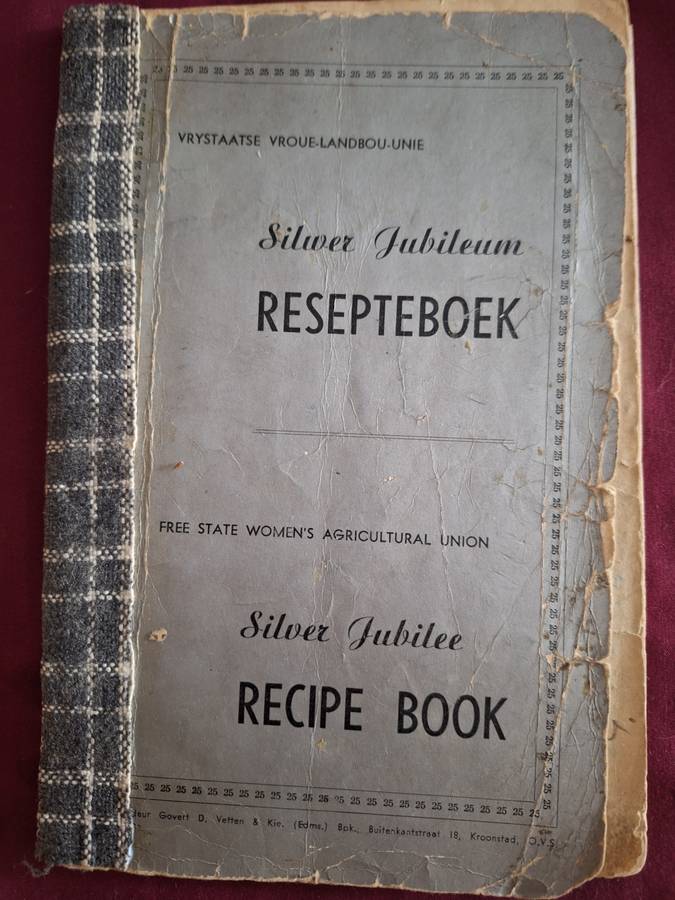 VRYSTAATSE VROUE-LANDBOU-UNIE
Silwer Jubileum
RESEPTEBOEK
FREE STATE WOMEN'S AGRICULTURAL UNION
Silver Jubilee
RECIPE BOOK
Govert D. Vetten & Kie. (Edms.) Bpk., Buitenkantstraat 18, Kroonstad, O.V.S.